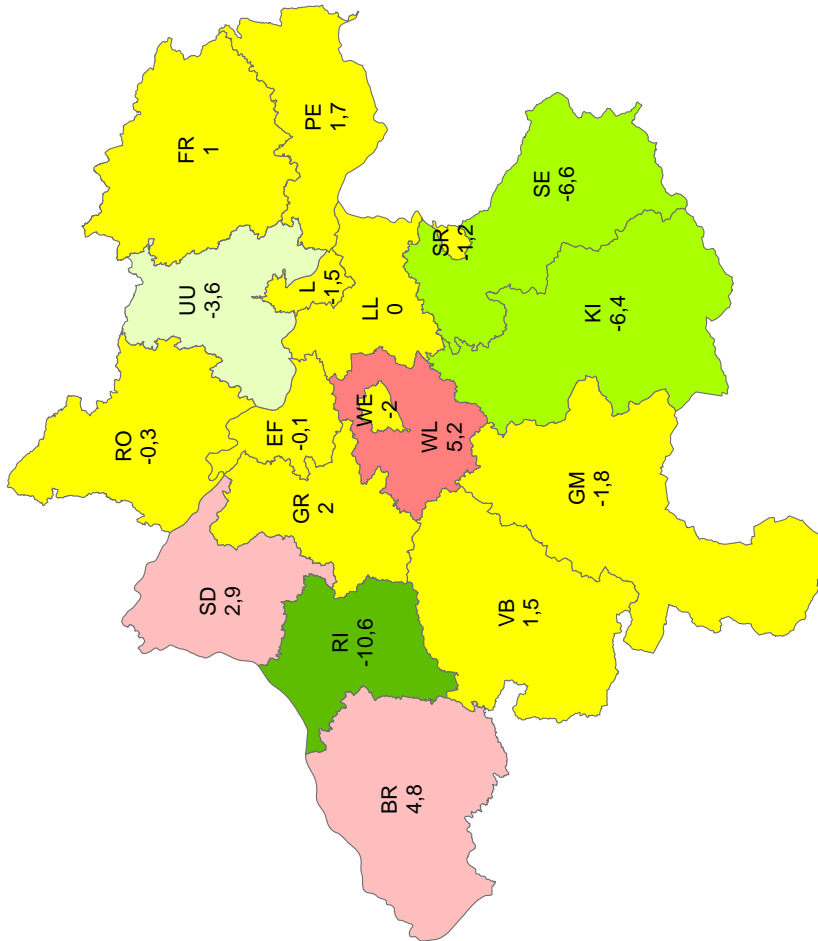 RO
-0,3
FR
1
UU
-3,6
SD
2,9
EF
-0,1
GR
2
L
-1,5
PE
1,7
RI
-10,6
WE
-2
LL
0
BR
4,8
WL
5,2
SR
-1,2
VB
1,5
SE
-6,6
GM
-1,8
KI
-6,4